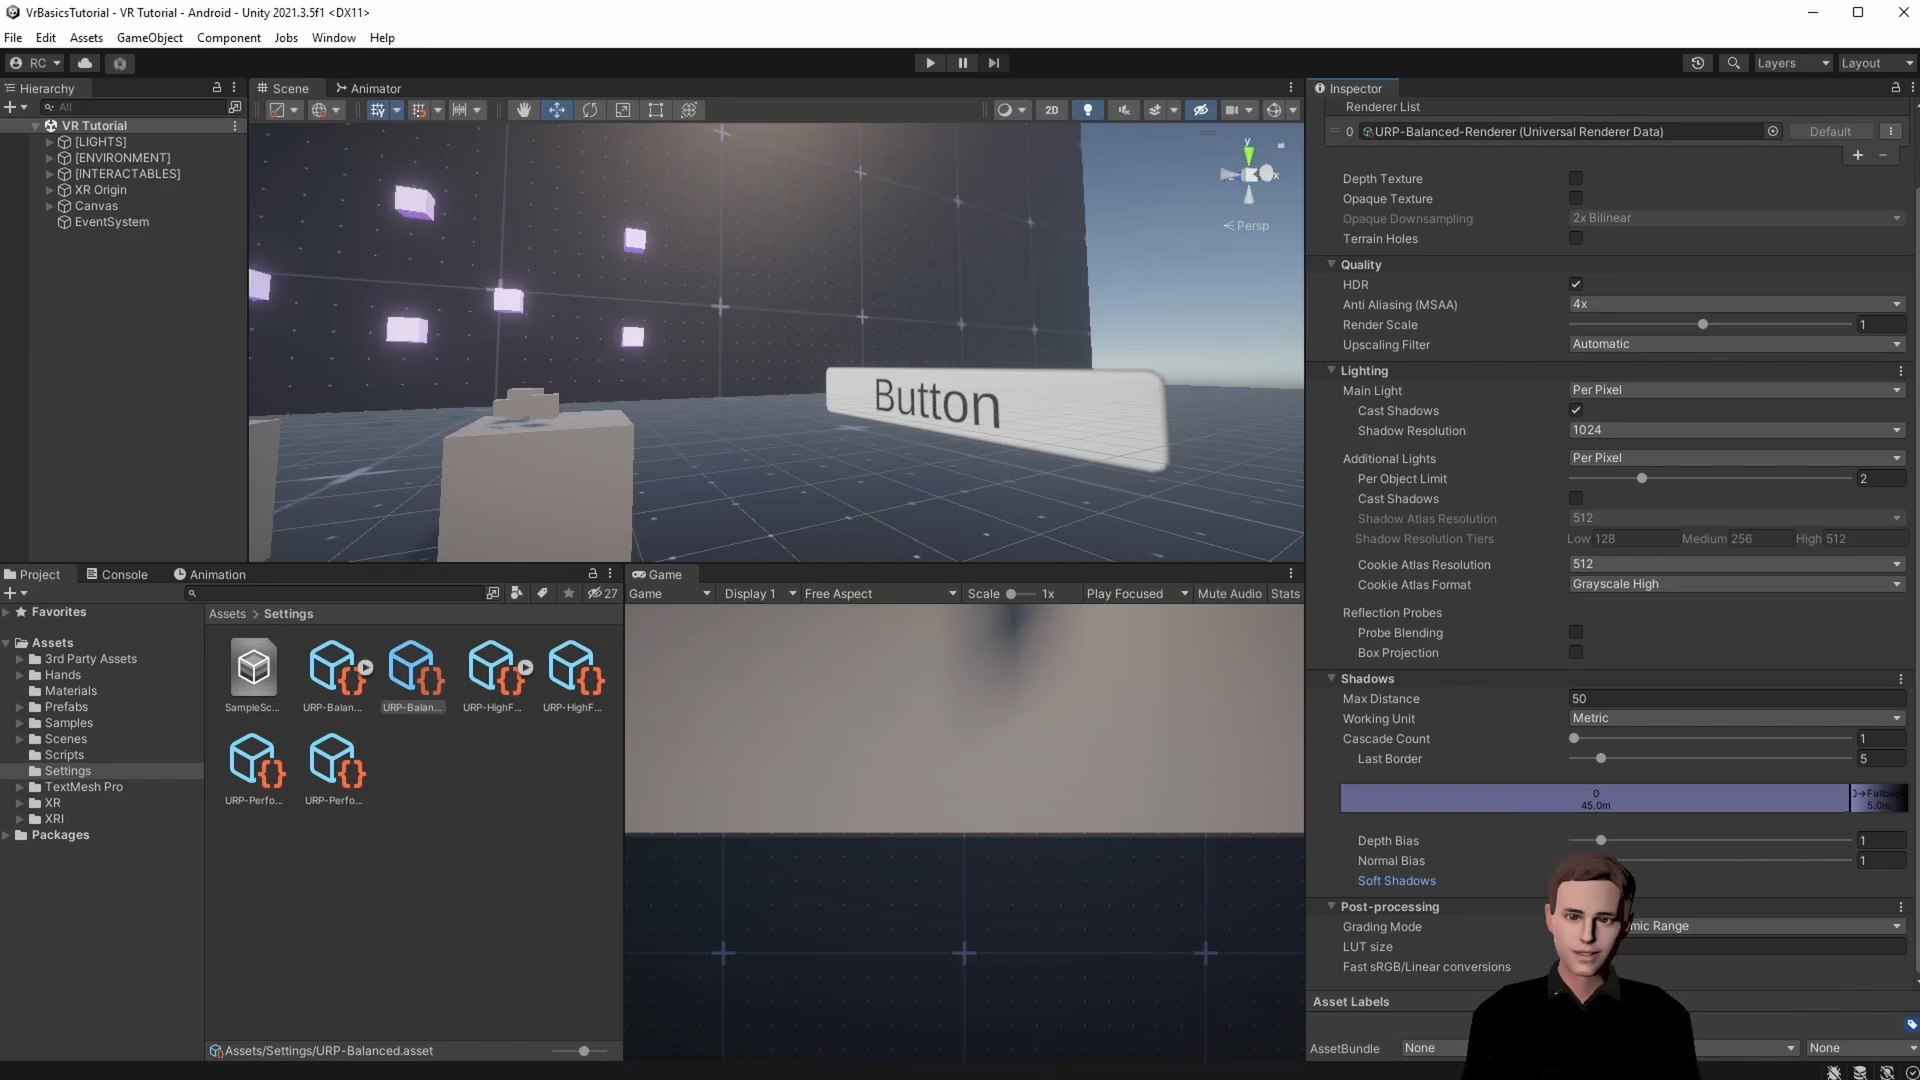 VrBasicsTutorial - VR Tutorial - Android - Unity 2021.3.5f1 <DX11>
File Edit Assets GameObject Component Jobs Window Help
RC Layers Layout
Hierarchy
All
VR Tutorial
[LIGHTS]
[ENVIRONMENT]
[INTERACTABLES]
XR Origin
Canvas
EventSystem
Scene Animator
2D
y
x
Persp
Button
Project Console Animation
27
Favorites
Assets
3rd Party Assets
Hands
Materials
Prefabs
Samples
Scenes
Scripts
Settings
TextMesh Pro
XR
XRI
Packages
Assets > Settings
SampleSc... URP-Balan... URP-Balan... URP-HighF... URP-HighF...
URP-Perfo... URP-Perfo...
Assets/Settings/URP-Balanced.asset
Game
Game Display 1 Free Aspect Scale 1x Play Focused Mute Audio Stats
Inspector
Renderer List
0 URP-Balanced-Renderer (Universal Renderer Data) Default
Depth Texture
Opaque Texture
Opaque Downsampling 2x Bilinear
Terrain Holes
Quality
HDR
Anti Aliasing (MSAA) 4x
Render Scale 1
Upscaling Filter Automatic
Lighting
Main Light Per Pixel
Cast Shadows
Shadow Resolution 1024
Additional Lights Per Pixel
Per Object Limit 2
Cast Shadows
Shadow Atlas Resolution 512
Shadow Resolution Tiers Low 128 Medium 256 High 512
Cookie Atlas Resolution 512
Cookie Atlas Format Grayscale High
Reflection Probes
Probe Blending
Box Projection
Shadows
Max Distance 50
Working Unit Metric
Cascade Count 1
Last Border 5
0
45.0m
0→Fallbac
5.0m
Depth Bias 1
Normal Bias 1
Soft Shadows
Post-processing
Grading Mode mic Range
LUT size
Fast sRGB/Linear conversions
Asset Labels
AssetBundle None None